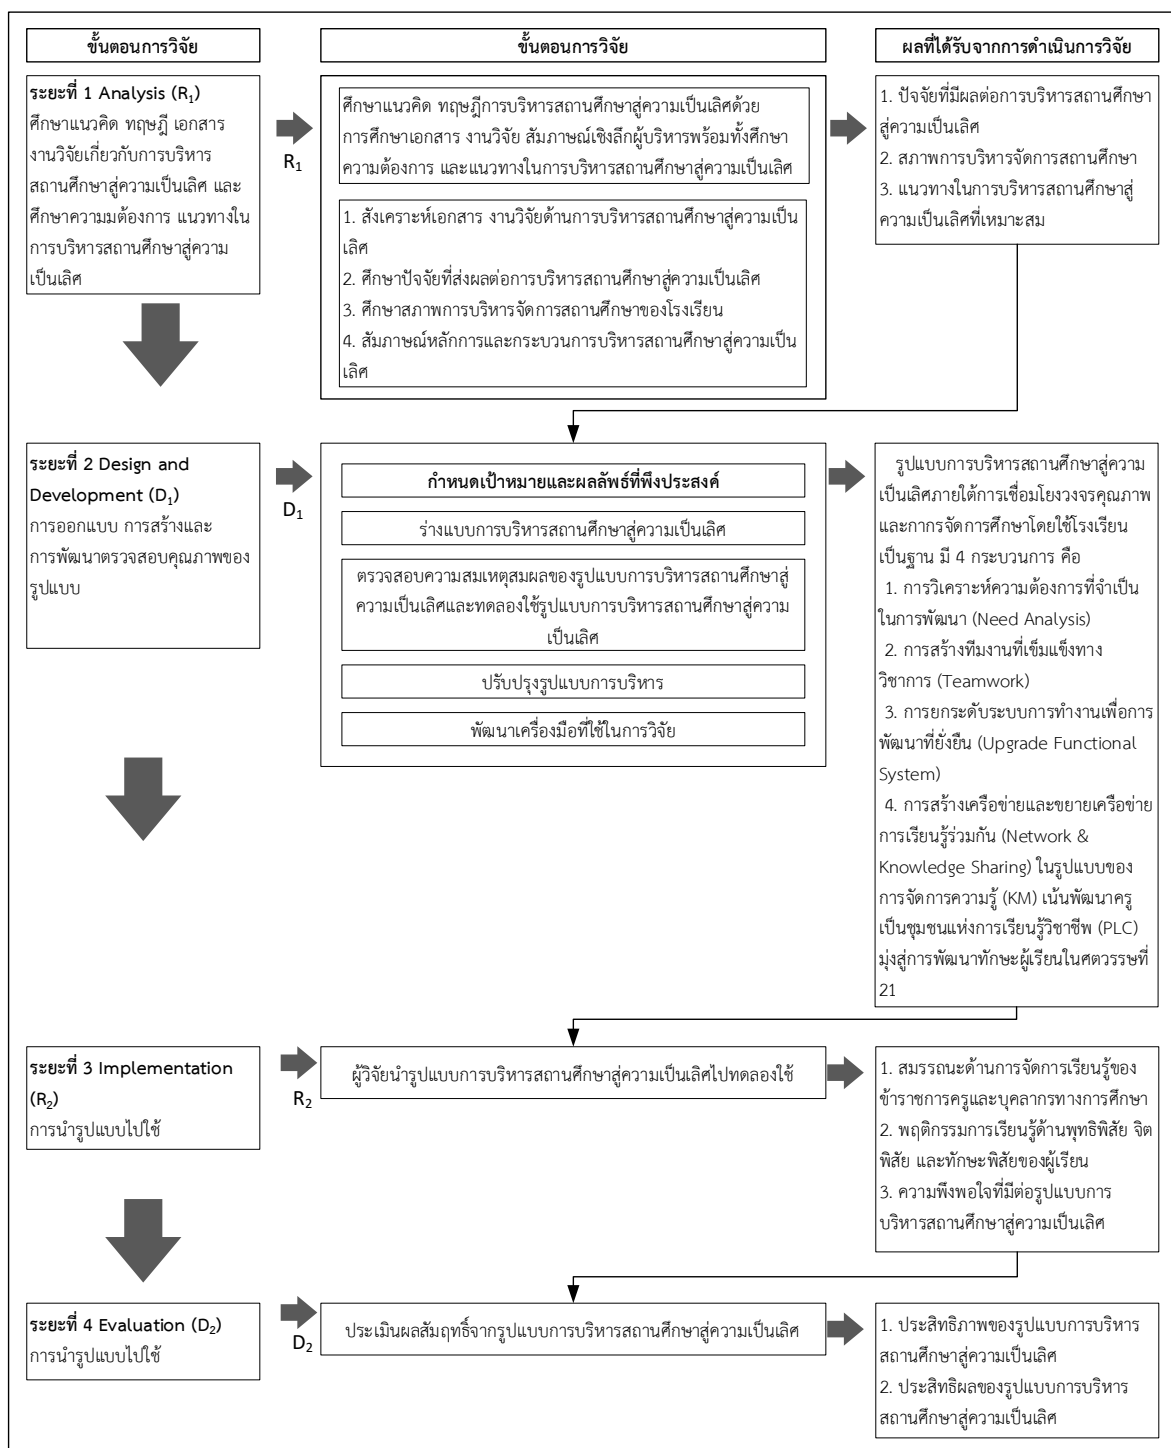 ขั้นตอนการวิจัย
ขั้นตอนการวิจัย
ผลที่ได้รับจากการดำเนินการวิจัย
ระยะที่ 1 Analysis (R₁)
ศึกษาแนวคิด ทฤษฎี เอกสาร
งานวิจัยเกี่ยวกับการบริหาร
สถานศึกษาสู่ความเป็นเลิศ และ
ศึกษาความมต้องการ แนวทางใน
การบริหารสถานศึกษาสู่ความ
เป็นเลิศ
R₁
ศึกษาแนวคิด ทฤษฎีการบริหารสถานศึกษาสู่ความเป็นเลิศด้วย
การศึกษาเอกสาร งานวิจัย สัมภาษณ์เชิงลึกผู้บริหารพร้อมทั้งศึกษา
ความต้องการ และแนวทางในการบริหารสถานศึกษาสู่ความเป็นเลิศ
1. สังเคราะห์เอกสาร งานวิจัยด้านการบริหารสถานศึกษาสู่ความเป็น
เลิศ
2. ศึกษาปัจจัยที่ส่งผลต่อการบริหารสถานศึกษาสู่ความเป็นเลิศ
3. ศึกษาสภาพการบริหารจัดการสถานศึกษาของโรงเรียน
4. สัมภาษณ์หลักการและกระบวนการบริหารสถานศึกษาสู่ความเป็น
เลิศ
1. ปัจจัยที่มีผลต่อการบริหารสถานศึกษา
สู่ความเป็นเลิศ
2. สภาพการบริหารจัดการสถานศึกษา
3. แนวทางในการบริหารสถานศึกษาสู่
ความเป็นเลิศที่เหมาะสม
ระยะที่ 2 Design and
Development (D₁)
การออกแบบ การสร้างและ
การพัฒนาตรวจสอบคุณภาพของ
รูปแบบ
D₁
กำหนดเป้าหมายและผลลัพธ์ที่พึงประสงค์
ร่างแบบการบริหารสถานศึกษาสู่ความเป็นเลิศ
ตรวจสอบความสมเหตุสมผลของรูปแบบการบริหารสถานศึกษาสู่
ความเป็นเลิศและทดลองใช้รูปแบบการบริหารสถานศึกษาสู่ความ
เป็นเลิศ
ปรับปรุงรูปแบบการบริหาร
พัฒนาเครื่องมือที่ใช้ในการวิจัย
รูปแบบการบริหารสถานศึกษาสู่ความ
เป็นเลิศภายใต้การเชื่อมโยงวงจรคุณภาพ
และกากรจัดการศึกษาโดยใช้โรงเรียน
เป็นฐาน มี 4 กระบวนการ คือ
1. การวิเคราะห์ความต้องการที่จำเป็น
ในการพัฒนา (Need Analysis)
2. การสร้างทีมงานที่เข็มแข็งทาง
วิชาการ (Teamwork)
3. การยกระดับระบบการทำงานเพื่อการ
พัฒนาที่ยั่งยืน (Upgrade Functional
System)
4. การสร้างเครือข่ายและขยายเครือข่าย
การเรียนรู้ร่วมกัน (Network &
Knowledge Sharing) ในรูปแบบของ
การจัดการความรู้ (KM) เน้นพัฒนาครู
เป็นชุมชนแห่งการเรียนรู้วิชาชีพ (PLC)
มุ่งสู่การพัฒนาทักษะผู้เรียนในศตวรรษที่
21
ระยะที่ 3 Implementation
(R₂)
การนำรูปแบบไปใช้
R₂
ผู้วิจัยนำรูปแบบการบริหารสถานศึกษาสู่ความเป็นเลิศไปทดลองใช้
1. สมรรถนะด้านการจัดการเรียนรู้ของ
ข้าราชการครูและบุคลากรทางการศึกษา
2. พฤติกรรมการเรียนรู้ด้านพุทธิพิสัย จิต
พิสัย และทักษะพิสัยของผู้เรียน
3. ความพึงพอใจที่มีต่อรูปแบบการ
บริหารสถานศึกษาสู่ความเป็นเลิศ
ระยะที่ 4 Evaluation (D₂)
การนำรูปแบบไปใช้
D₂
ประเมินผลสัมฤทธิ์จากรูปแบบการบริหารสถานศึกษาสู่ความเป็นเลิศ
1. ประสิทธิภาพของรูปแบบการบริหาร
สถานศึกษาสู่ความเป็นเลิศ
2. ประสิทธิผลของรูปแบบการบริหาร
สถานศึกษาสู่ความเป็นเลิศ